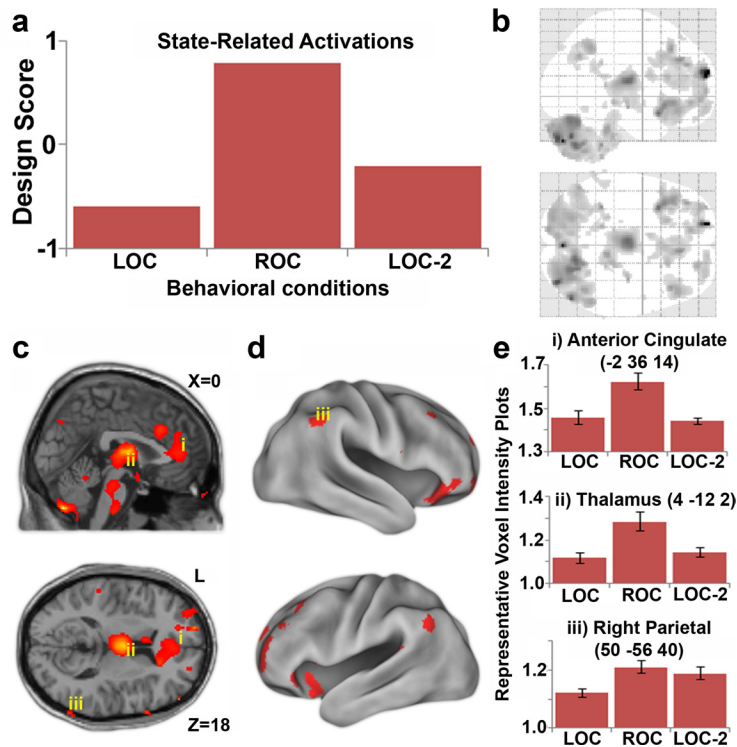 a
State-Related Activations
1
0
-1
Design Score
LOC
ROC
LOC-2
Behavioral conditions
b
c
X=0
i
ii
L
i
ii
iii
Z=18
d
iii
e
Representative Voxel Intensity Plots
i) Anterior Cingulate
(-2 36 14)
1.7
1.5
1.3
LOC
ROC
LOC-2
ii) Thalamus (4 -12 2)
1.4
1.2
1.0
LOC
ROC
LOC-2
iii) Right Parietal
(50 -56 40)
1.2
1.0
LOC
ROC
LOC-2